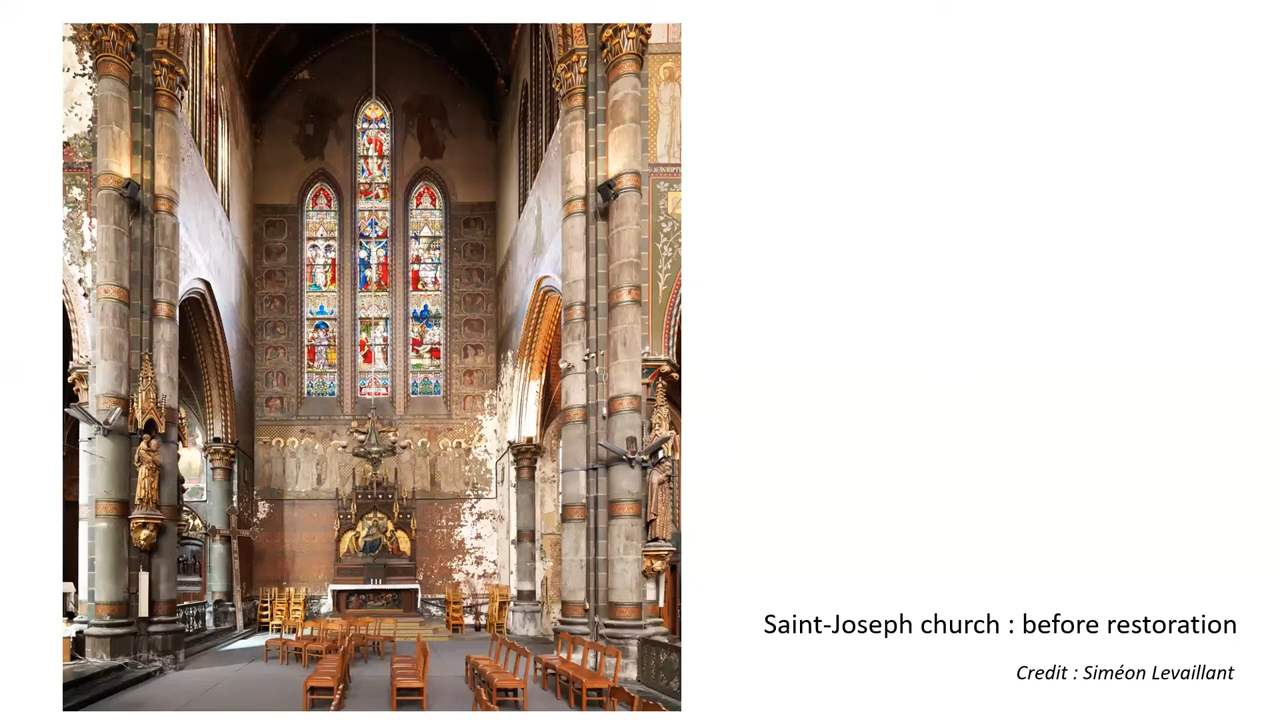 Saint-Joseph church : before restoration
Credit : Siméon Levaillant